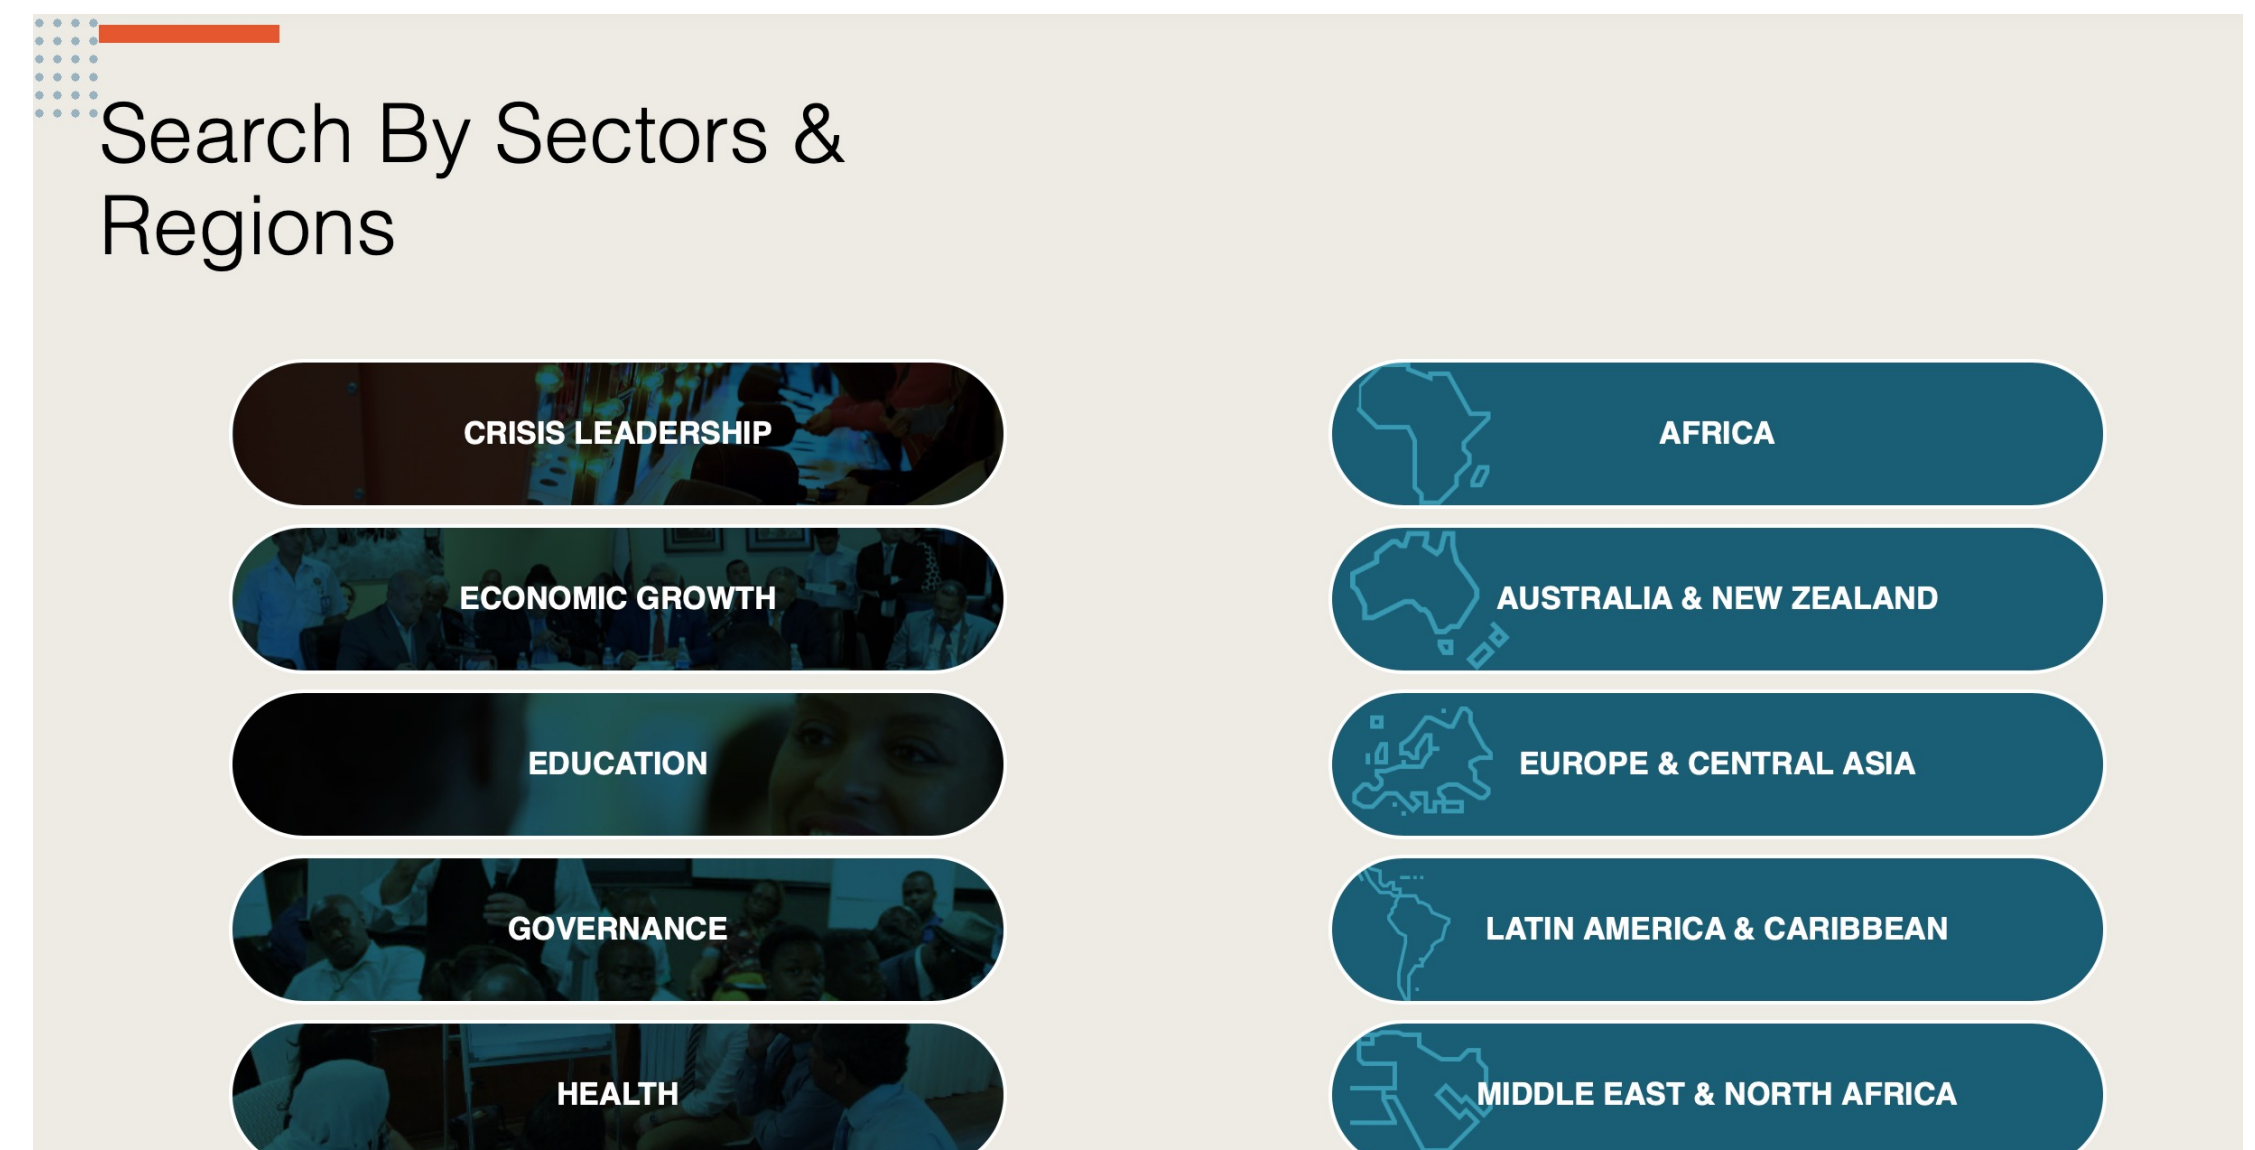 Search By Sectors &
Regions
CRISIS LEADERSHIP
ECONOMIC GROWTH
EDUCATION
GOVERNANCE
HEALTH
AFRICA
AUSTRALIA & NEW ZEALAND
EUROPE & CENTRAL ASIA
LATIN AMERICA & CARIBBEAN
MIDDLE EAST & NORTH AFRICA